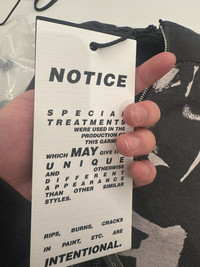 NOTICE
SPECIAL
TREATMENTS
WERE USED IN THE
PRODUCTION OF
THIS GARM
WHICH MAY GIVE I
UNIQUE
AND OTHERWISE
DIFFERENT
APPEARANCE
THAN OTHER SIMILAR
STYLES.
RIPS, BURNS, CRACKS
IN PAINT, ETC. ARE
INTENTIONAL.